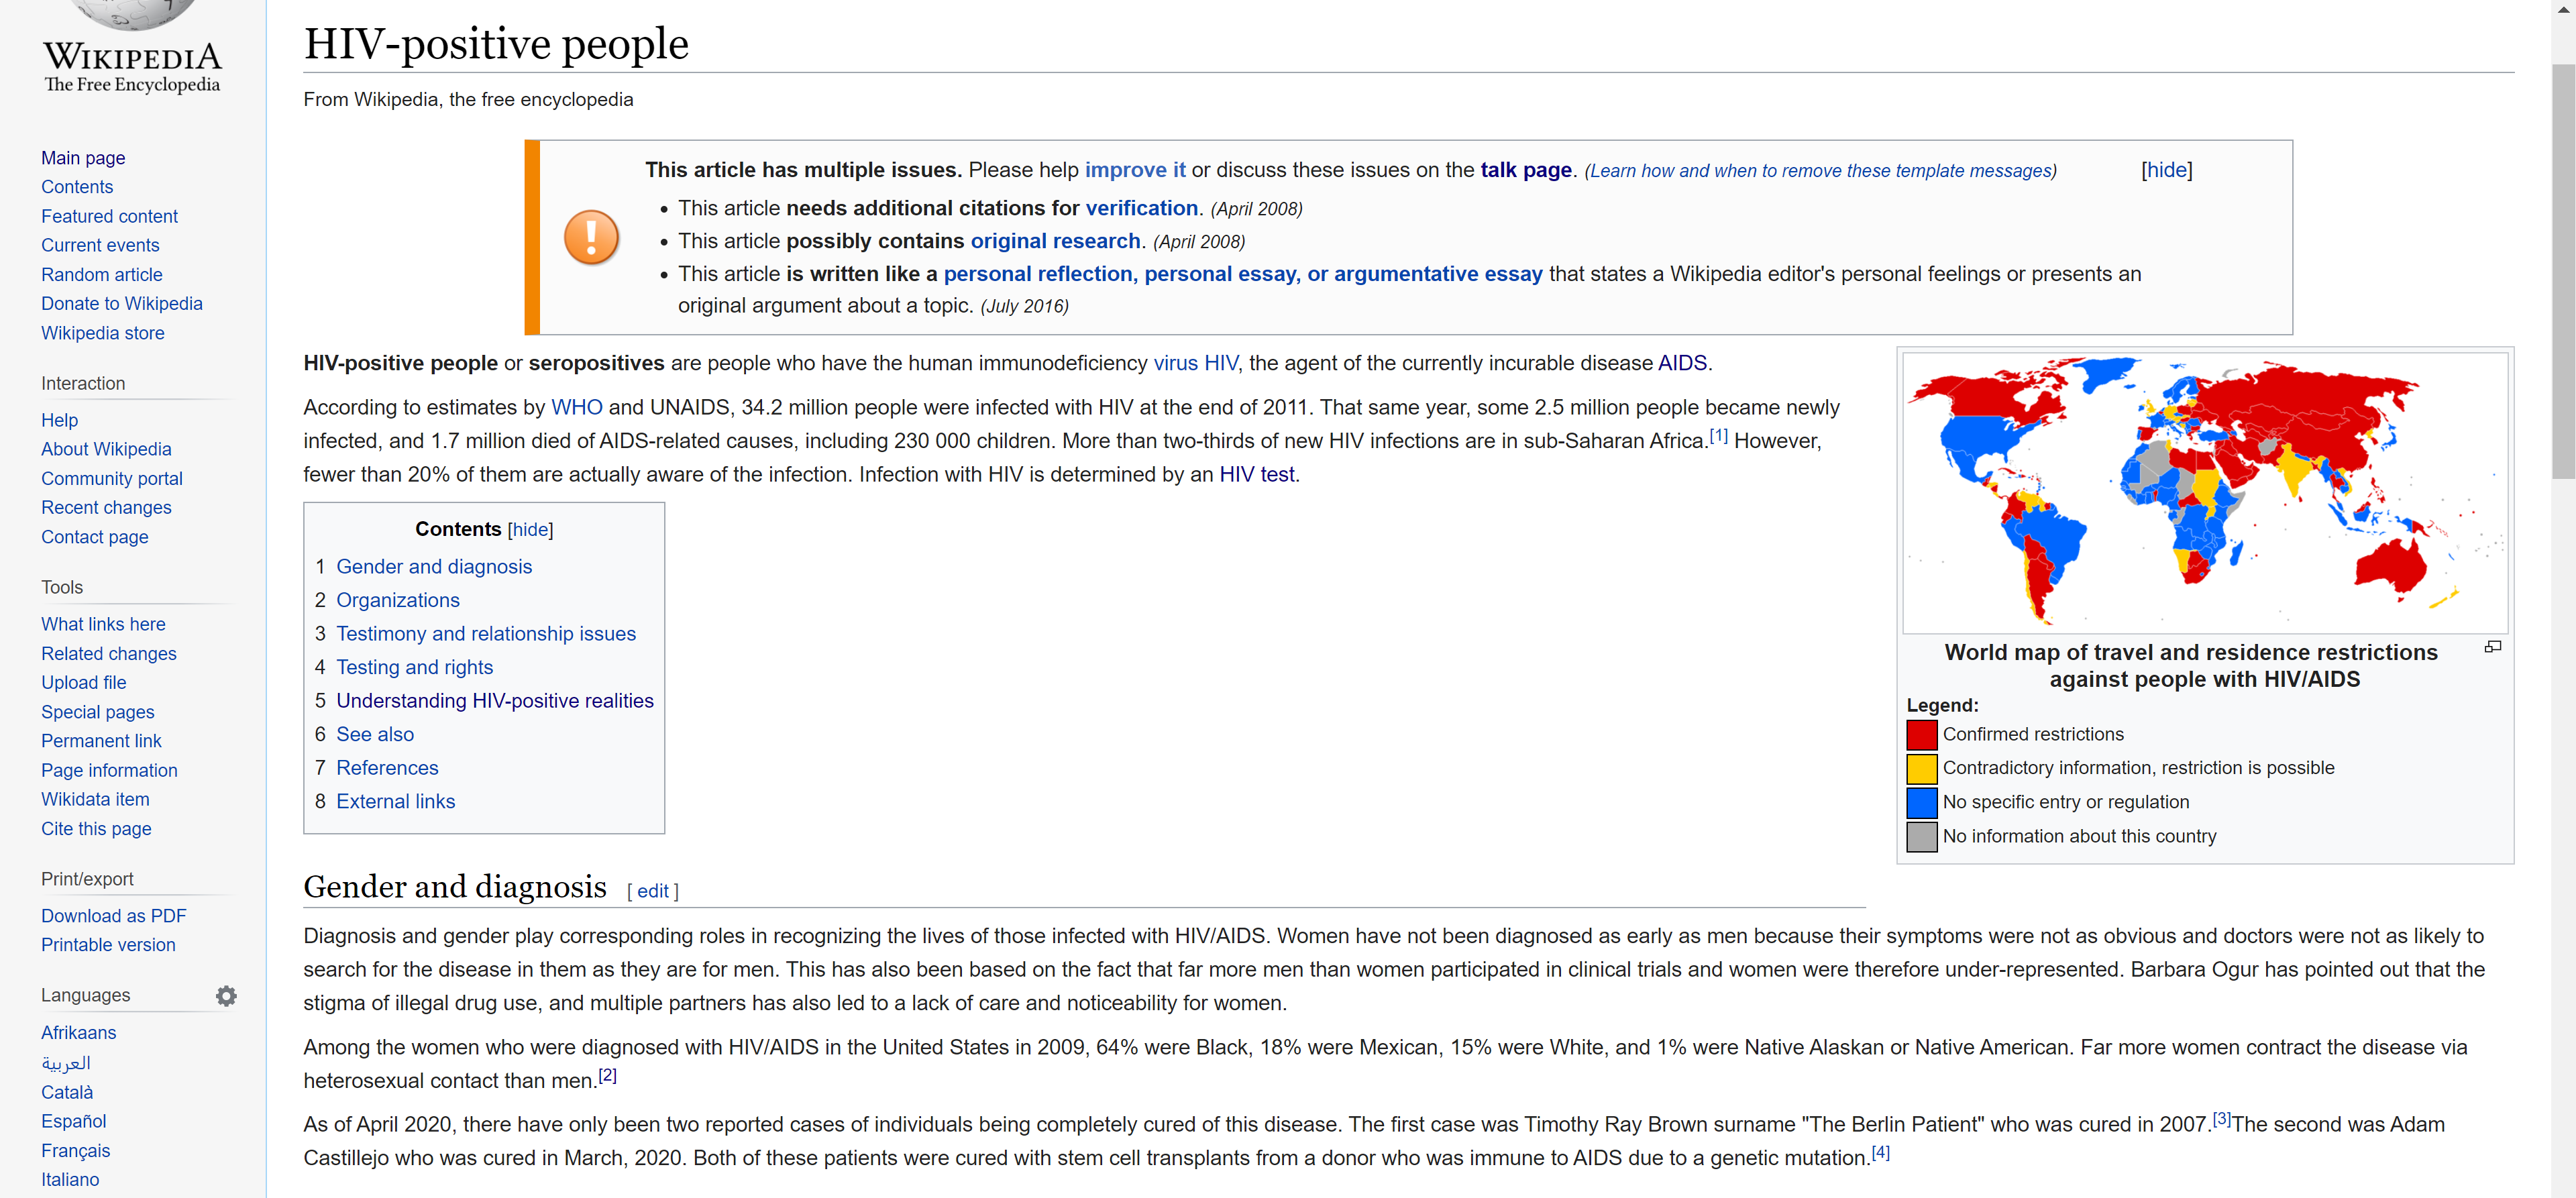 WIKIPEDIA
The Free Encyclopedia
Main page
Contents
Featured content
Current events
Random article
Donate to Wikipedia
Wikipedia store
Interaction
Help
About Wikipedia
Community portal
Recent changes
Contact page
Tools
What links here
Related changes
Upload file
Special pages
Permanent link
Page information
Wikidata item
Cite this page
Print/export
Download as PDF
Printable version
Languages
Afrikaans
العربية
Català
Español
Français
Italiano
HIV-positive people
From Wikipedia, the free encyclopedia
This article has multiple issues. Please help improve it or discuss these issues on the talk page. (Learn how and when to remove these template messages) [hide]
• This article needs additional citations for verification. (April 2008)
• This article possibly contains original research. (April 2008)
• This article is written like a personal reflection, personal essay, or argumentative essay that states a Wikipedia editor's personal feelings or presents an
original argument about a topic. (July 2016)
HIV-positive people or seropositives are people who have the human immunodeficiency virus HIV, the agent of the currently incurable disease AIDS.
According to estimates by WHO and UNAIDS, 34.2 million people were infected with HIV at the end of 2011. That same year, some 2.5 million people became newly
infected, and 1.7 million died of AIDS-related causes, including 230 000 children. More than two-thirds of new HIV infections are in sub-Saharan Africa.[1] However,
fewer than 20% of them are actually aware of the infection. Infection with HIV is determined by an HIV test.
World map of travel and residence restrictions
against people with HIV/AIDS
Legend:
Confirmed restrictions
Contradictory information, restriction is possible
No specific entry or regulation
No information about this country
Contents [hide]
1 Gender and diagnosis
2 Organizations
3 Testimony and relationship issues
4 Testing and rights
5 Understanding HIV-positive realities
6 See also
7 References
8 External links
Gender and diagnosis [ edit ]
Diagnosis and gender play corresponding roles in recognizing the lives of those infected with HIV/AIDS. Women have not been diagnosed as early as men because their symptoms were not as obvious and doctors were not as likely to
search for the disease in them as they are for men. This has also been based on the fact that far more men than women participated in clinical trials and women were therefore under-represented. Barbara Ogur has pointed out that the
stigma of illegal drug use, and multiple partners has also led to a lack of care and noticeability for women.
Among the women who were diagnosed with HIV/AIDS in the United States in 2009, 64% were Black, 18% were Mexican, 15% were White, and 1% were Native Alaskan or Native American. Far more women contract the disease via
heterosexual contact than men.[2]
As of April 2020, there have only been two reported cases of individuals being completely cured of this disease. The first case was Timothy Ray Brown surname "The Berlin Patient" who was cured in 2007.[3]The second was Adam
Castillejo who was cured in March, 2020. Both of these patients were cured with stem cell transplants from a donor who was immune to AIDS due to a genetic mutation.[4]